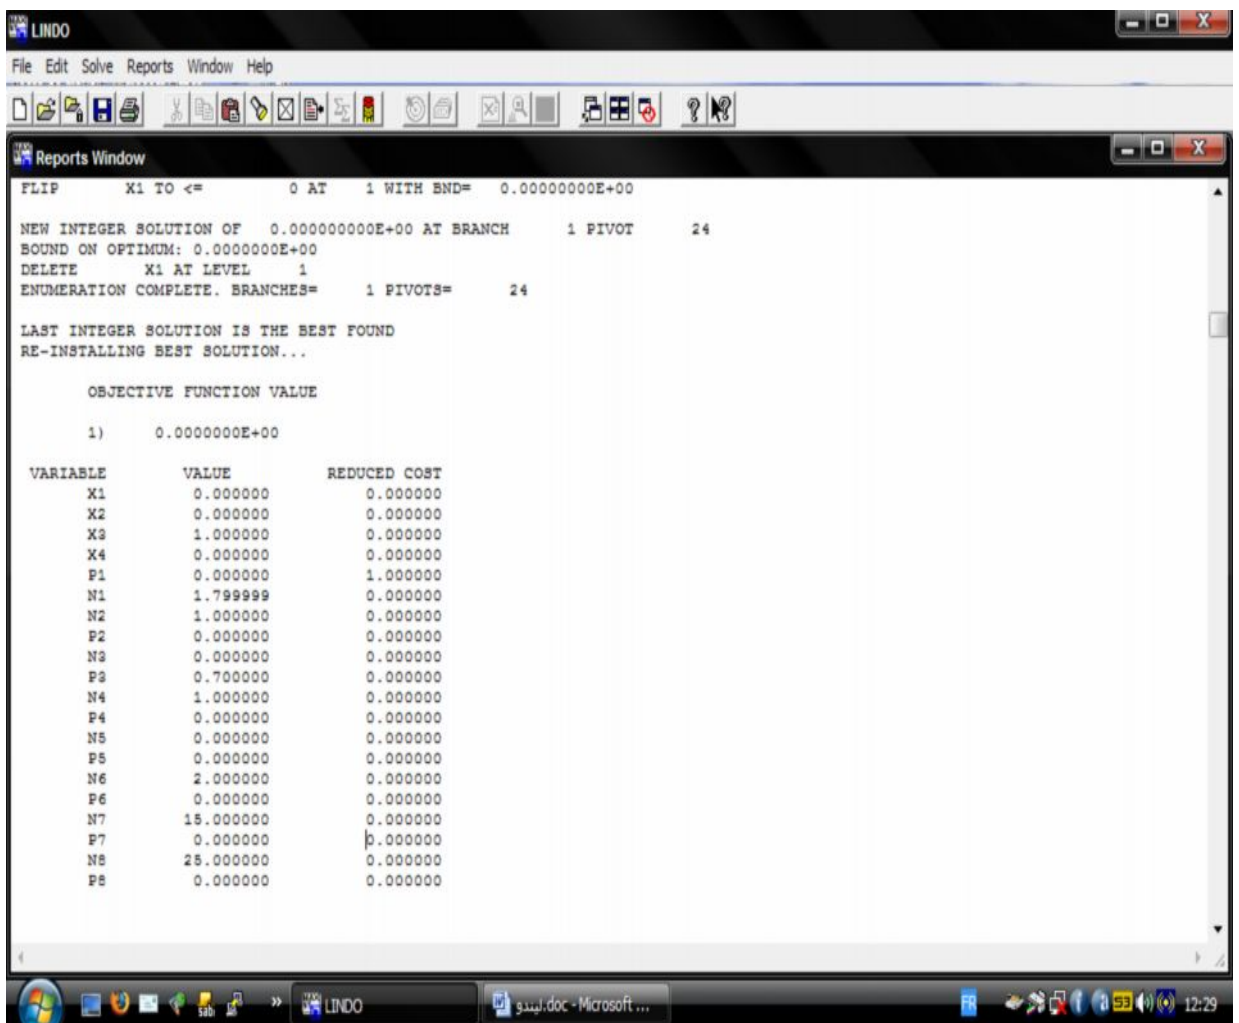 LINDO
File Edit Solve Reports Window Help
Reports Window
FLIP X1 TO <= 0 AT 1 WITH BND= 0.00000000E+00
NEW INTEGER SOLUTION OF 0.000000000E+00 AT BRANCH 1 PIVOT 24
BOUND ON OPTIMUM: 0.0000000E+00
DELETE X1 AT LEVEL 1
ENUMERATION COMPLETE. BRANCHES= 1 PIVOTS= 24
LAST INTEGER SOLUTION IS THE BEST FOUND
RE-INSTALLING BEST SOLUTION...
OBJECTIVE FUNCTION VALUE
1) 0.0000000E+00
VARIABLE VALUE REDUCED COST
X1 0.000000 0.000000
X2 0.000000 0.000000
X3 1.000000 0.000000
X4 0.000000 0.000000
P1 0.000000 1.000000
N1 1.799999 0.000000
N2 1.000000 0.000000
P2 0.000000 0.000000
N3 0.000000 0.000000
P3 0.700000 0.000000
N4 1.000000 0.000000
P4 0.000000 0.000000
N5 0.000000 0.000000
P5 0.000000 0.000000
N6 2.000000 0.000000
P6 0.000000 0.000000
N7 15.000000 0.000000
P7 0.000000 0.000000
N8 25.000000 0.000000
P8 0.000000 0.000000
sab LINDO ليندو.doc - Microsoft ... FR 53 12:29